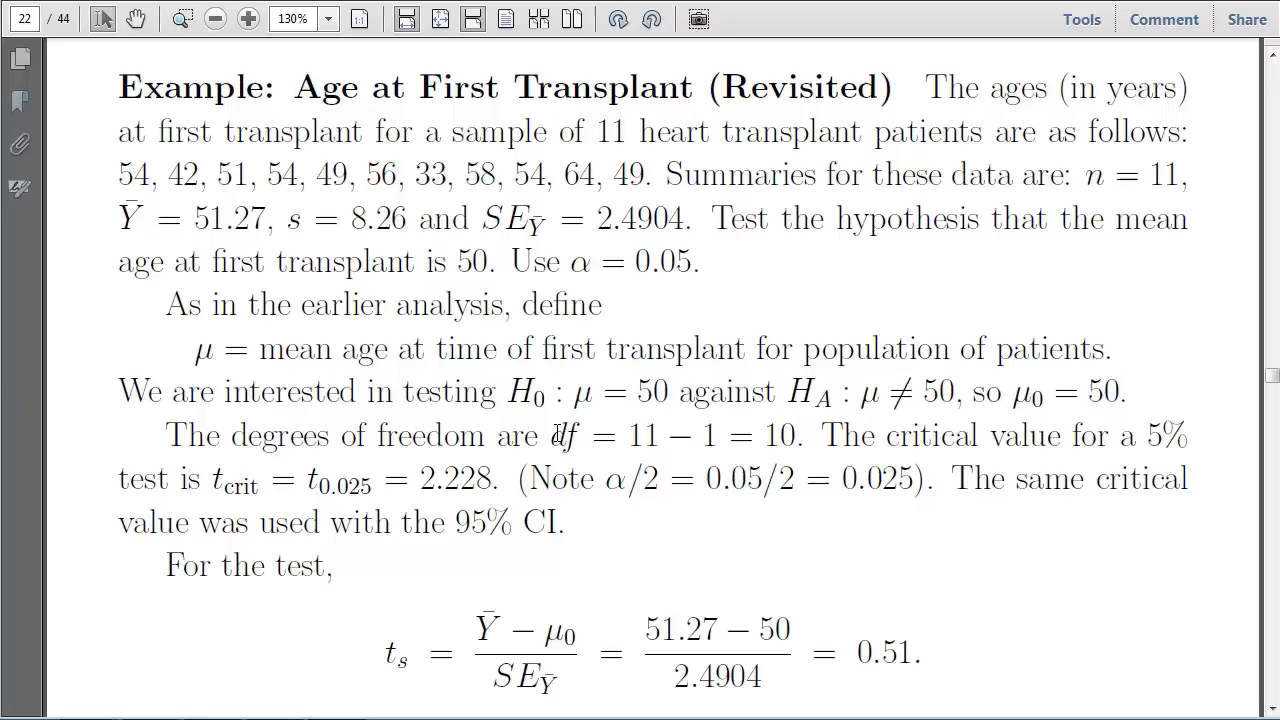 22 / 44 130% Tools Comment Share
Example: Age at First Transplant (Revisited) The ages (in years)
at first transplant for a sample of 11 heart transplant patients are as follows:
54, 42, 51, 54, 49, 56, 33, 58, 54, 64, 49. Summaries for these data are: n = 11,
Ȳ = 51.27, s = 8.26 and SE_Ȳ = 2.4904. Test the hypothesis that the mean
age at first transplant is 50. Use α = 0.05.
As in the earlier analysis, define
μ = mean age at time of first transplant for population of patients.
We are interested in testing H₀ : μ = 50 against H_A : μ ≠ 50, so μ₀ = 50.
The degrees of freedom are df = 11 − 1 = 10. The critical value for a 5%
test is t_crit = t₀.₀₂₅ = 2.228. (Note α/2 = 0.05/2 = 0.025). The same critical
value was used with the 95% CI.
For the test,
t_s = (Ȳ − μ₀) / SE_Ȳ = (51.27 − 50) / 2.4904 = 0.51.